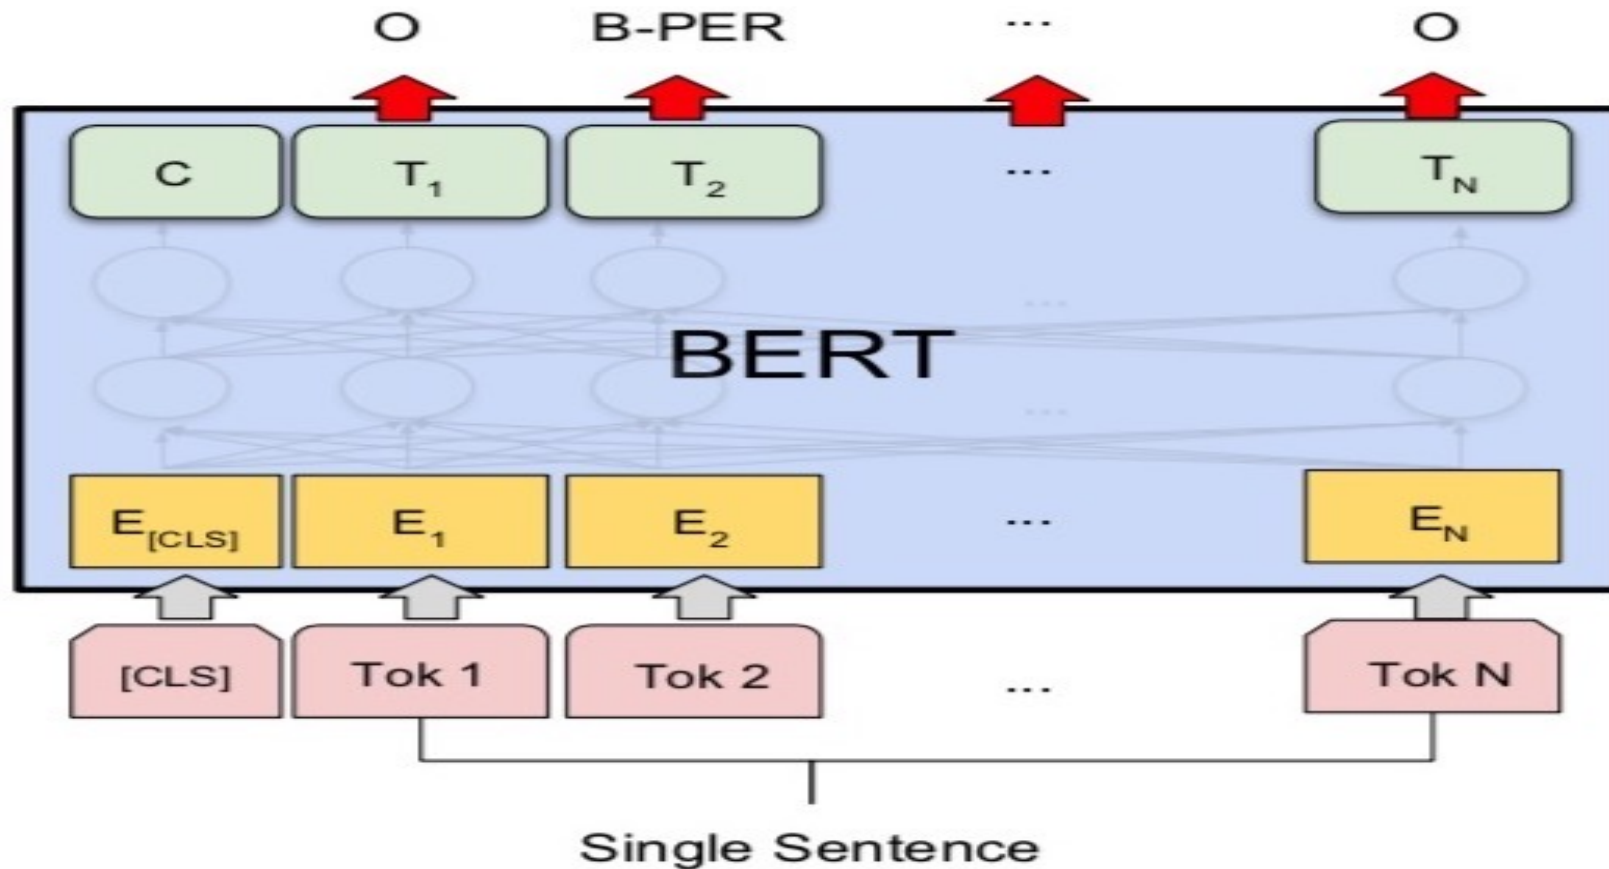 O B-PER ... O
C T1 T2 ... TN
...
BERT
...
E[CLS] E1 E2 ... EN
[CLS] Tok 1 Tok 2 ... Tok N
Single Sentence